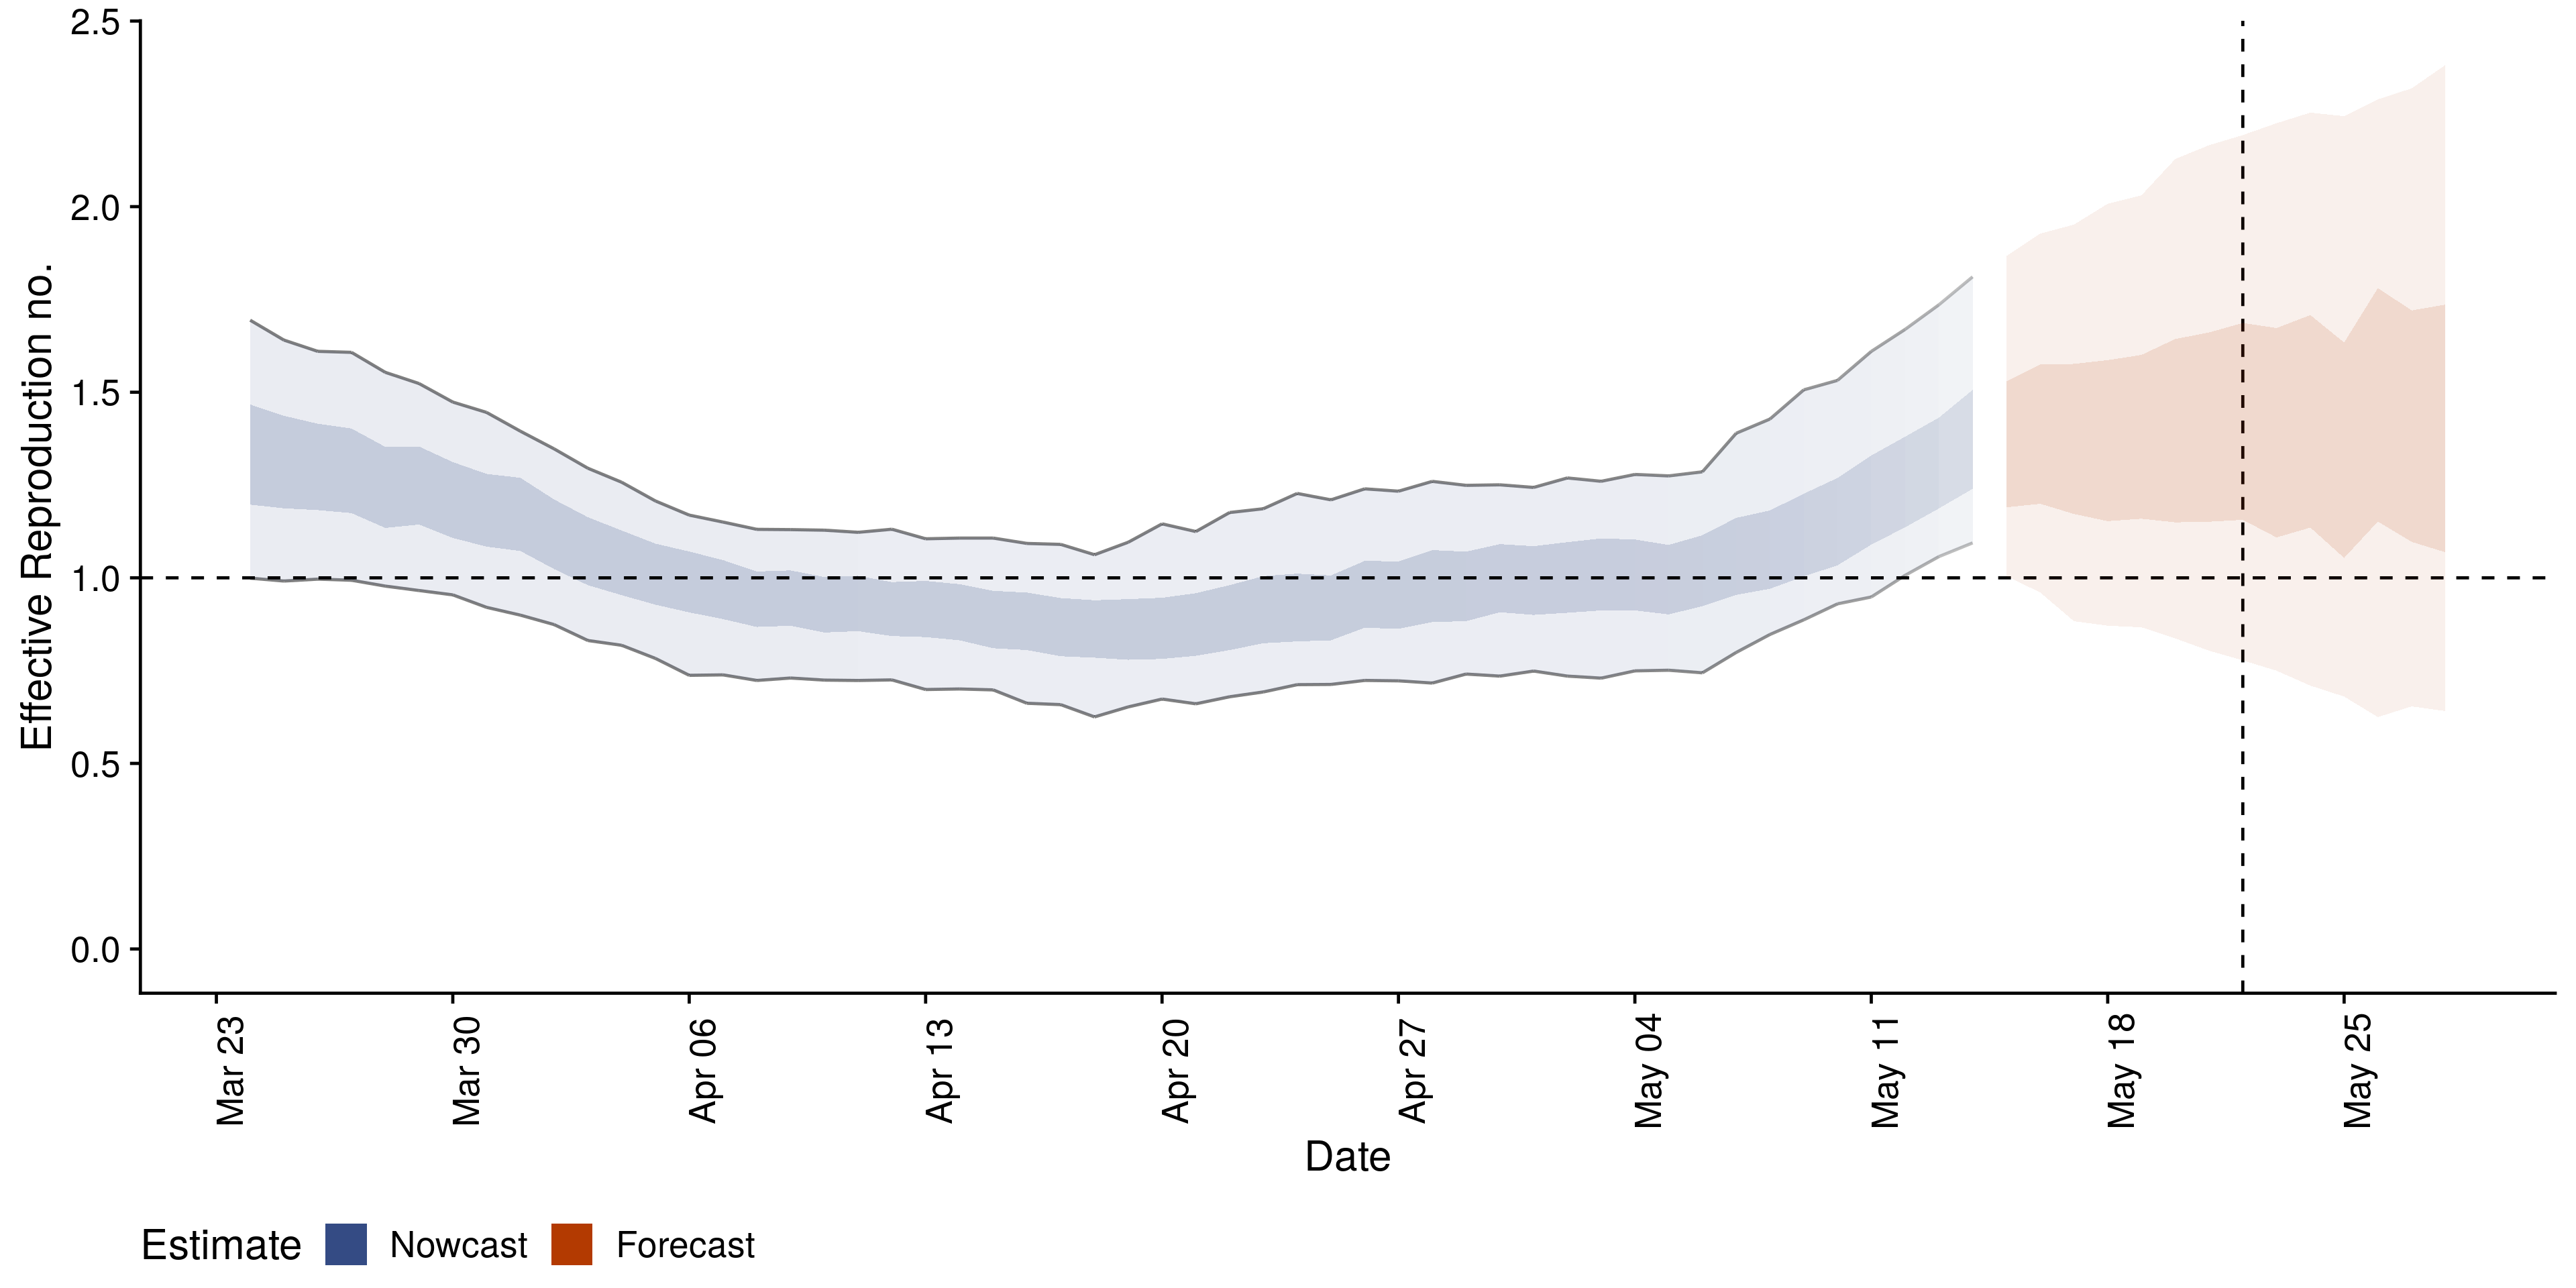 Effective Reproduction no.
2.5
2.0
1.5
1.0
0.5
0.0
Mar 23
Mar 30
Apr 06
Apr 13
Apr 20
Apr 27
May 04
May 11
May 18
May 25
Date
Estimate Nowcast Forecast